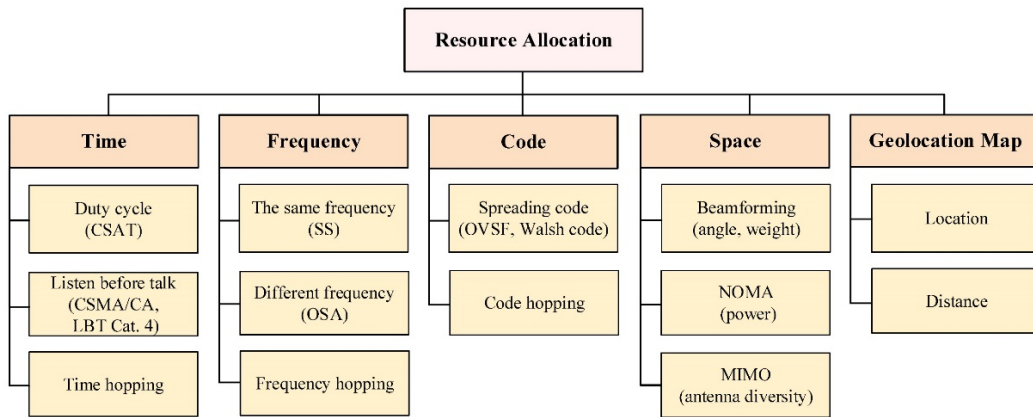 Resource Allocation
Time
Duty cycle
(CSAT)
Listen before talk
(CSMA/CA,
LBT Cat. 4)
Time hopping
Frequency
The same frequency
(SS)
Different frequency
(OSA)
Frequency hopping
Code
Spreading code
(OVSF, Walsh code)
Code hopping
Space
Beamforming
(angle, weight)
NOMA
(power)
MIMO
(antenna diversity)
Geolocation Map
Location
Distance